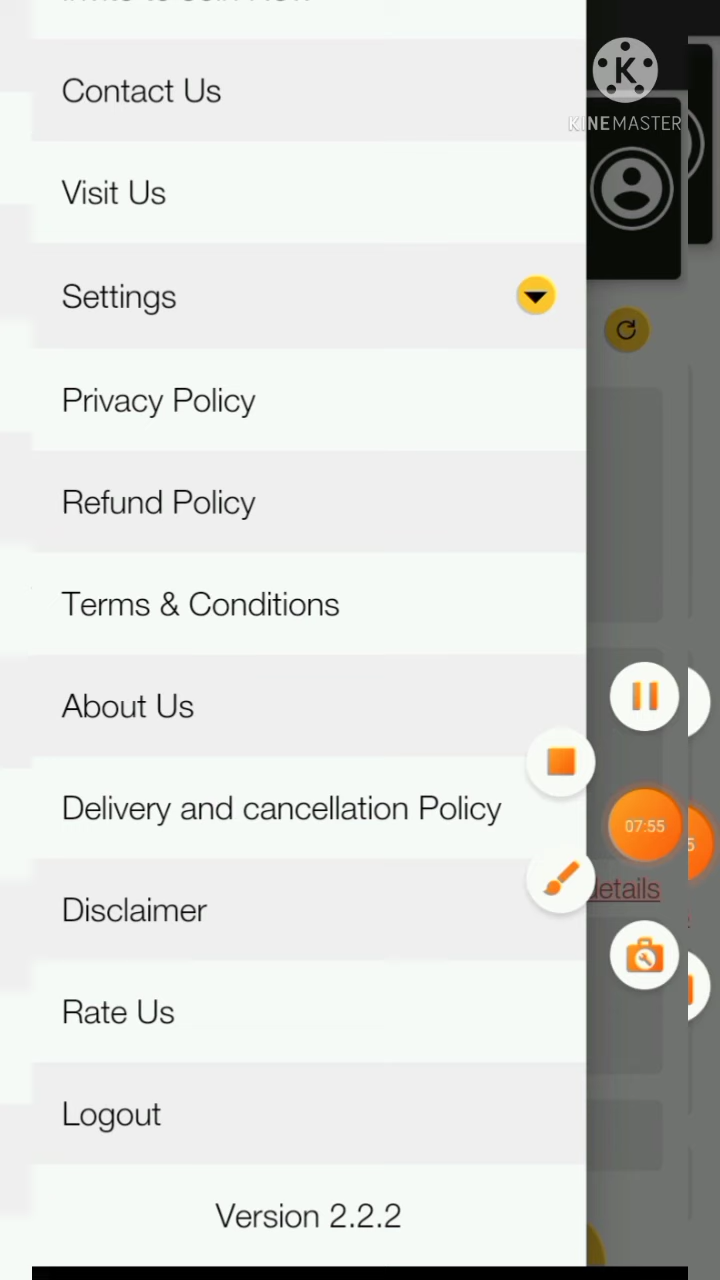 KINEMASTER
Contact Us
Visit Us
Settings
Privacy Policy
Refund Policy
Terms & Conditions
About Us
Delivery and cancellation Policy
07:55
details
Disclaimer
Rate Us
Logout
Version 2.2.2